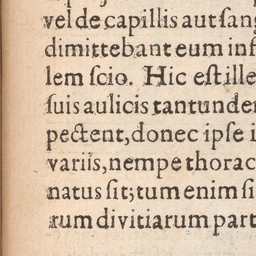 vel de capillis aut ſang
dimittebant eum inf
lem ſcio. Hic eſt ille
ſuis aulicis tantunder
pectent, donec ipſe i
variis, nempe thorac
natus ſit; tum enim ſi
rum divitiarum part